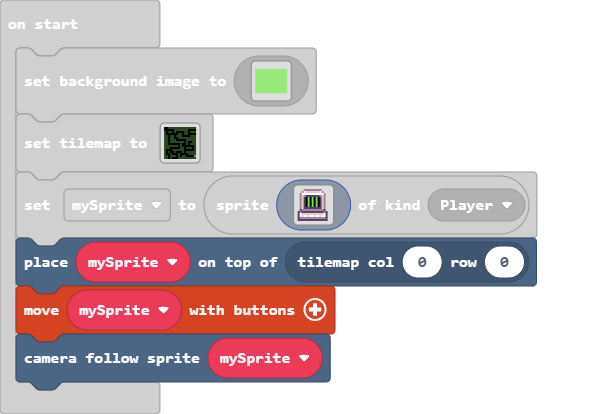 on start
set background image to
set tilemap to
set mySprite to sprite of kind Player
place mySprite on top of tilemap col 0 row 0
move mySprite with buttons
camera follow sprite mySprite